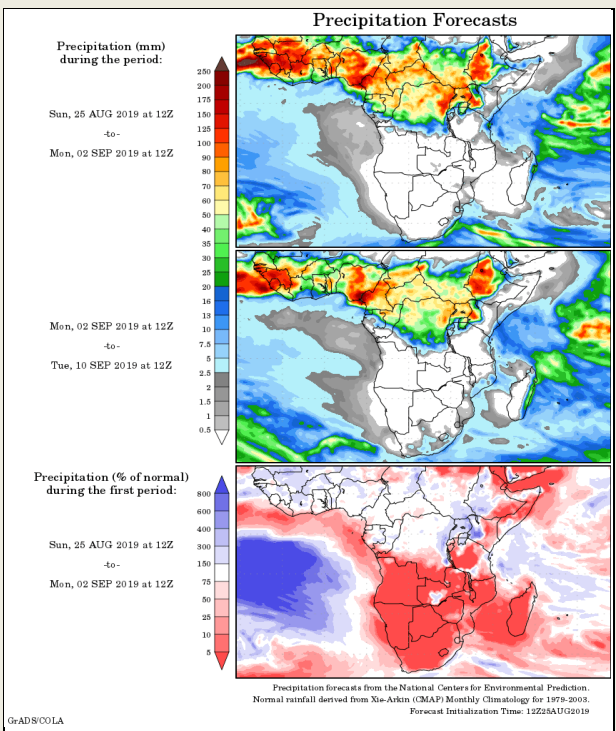 Precipitation Forecasts
Precipitation (mm)
during the period:
Sun, 25 AUG 2019 at 12Z
-to-
Mon, 02 SEP 2019 at 12Z
250
200
175
150
125
100
90
80
70
60
50
40
35
30
25
20
16
13
10
7.5
5
2.5
2
1.5
1
0.5
Mon, 02 SEP 2019 at 12Z
-to-
Tue, 10 SEP 2019 at 12Z
Precipitation (% of normal)
during the first period:
Sun, 25 AUG 2019 at 12Z
-to-
Mon, 02 SEP 2019 at 12Z
800
600
400
300
150
75
50
25
10
5
Precipitation forecasts from the National Centers for Environmental Prediction.
Normal rainfall derived from Xie-Arkin (CMAP) Monthly Climatology for 1979-2003.
Forecast Initialization Time: 12Z25AUG2019
GrADS/COLA